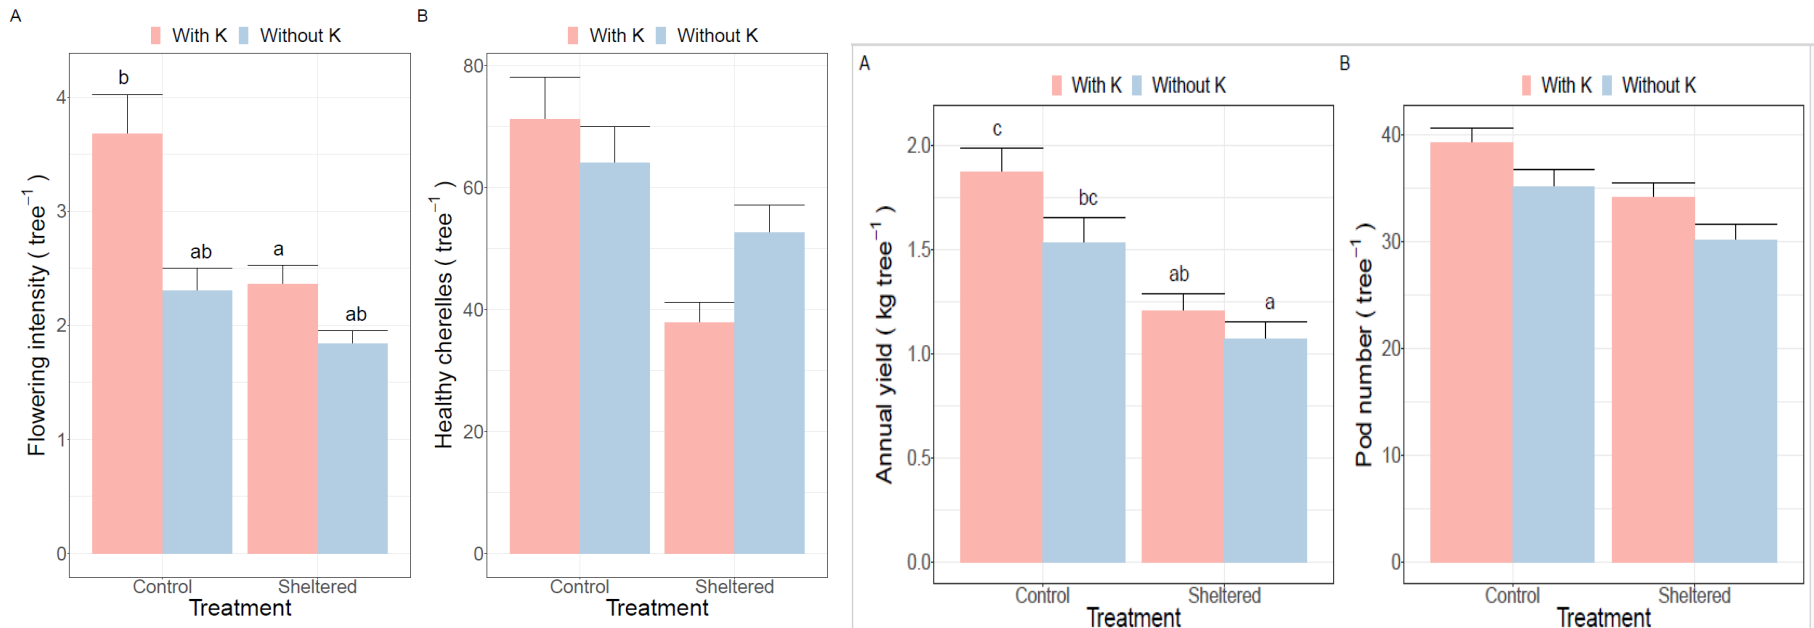 A
With K Without K
b
ab
a
ab
4
3
2
1
0
Flowering intensity ( tree⁻¹ )
Control Sheltered
Treatment
B
With K Without K
80
60
40
20
0
Healthy cherelles ( tree⁻¹ )
Control Sheltered
Treatment
A
With K Without K
c
bc
ab
a
2.0
1.5
1.0
0.5
0.0
Annual yield ( kg tree⁻¹ )
Control Sheltered
Treatment
B
With K Without K
40
30
20
10
0
Pod number ( tree⁻¹ )
Control Sheltered
Treatment